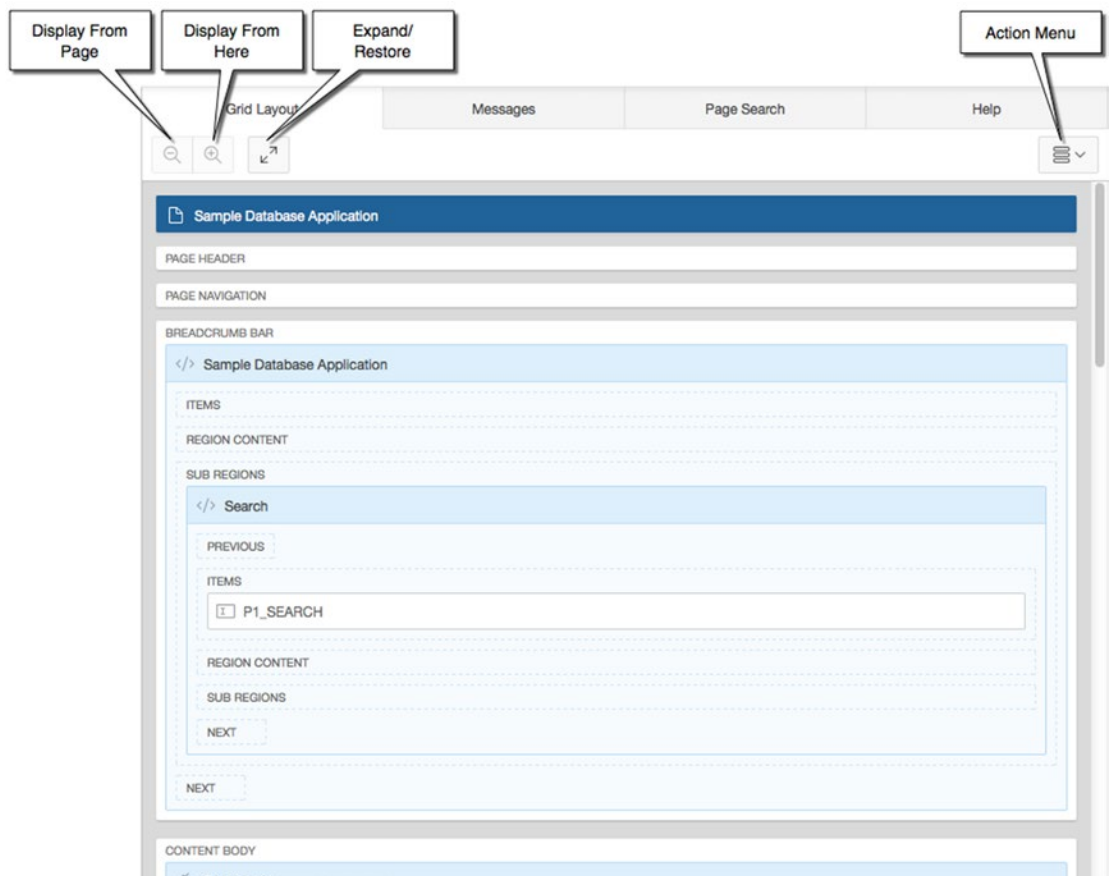 Display From
Page
Display From
Here
Expand/
Restore
Action Menu
Grid Layout
Messages
Page Search
Help
Sample Database Application
PAGE HEADER
PAGE NAVIGATION
BREADCRUMB BAR
</> Sample Database Application
ITEMS
REGION CONTENT
SUB REGIONS
</> Search
PREVIOUS
ITEMS
P1_SEARCH
REGION CONTENT
SUB REGIONS
NEXT
NEXT
CONTENT BODY